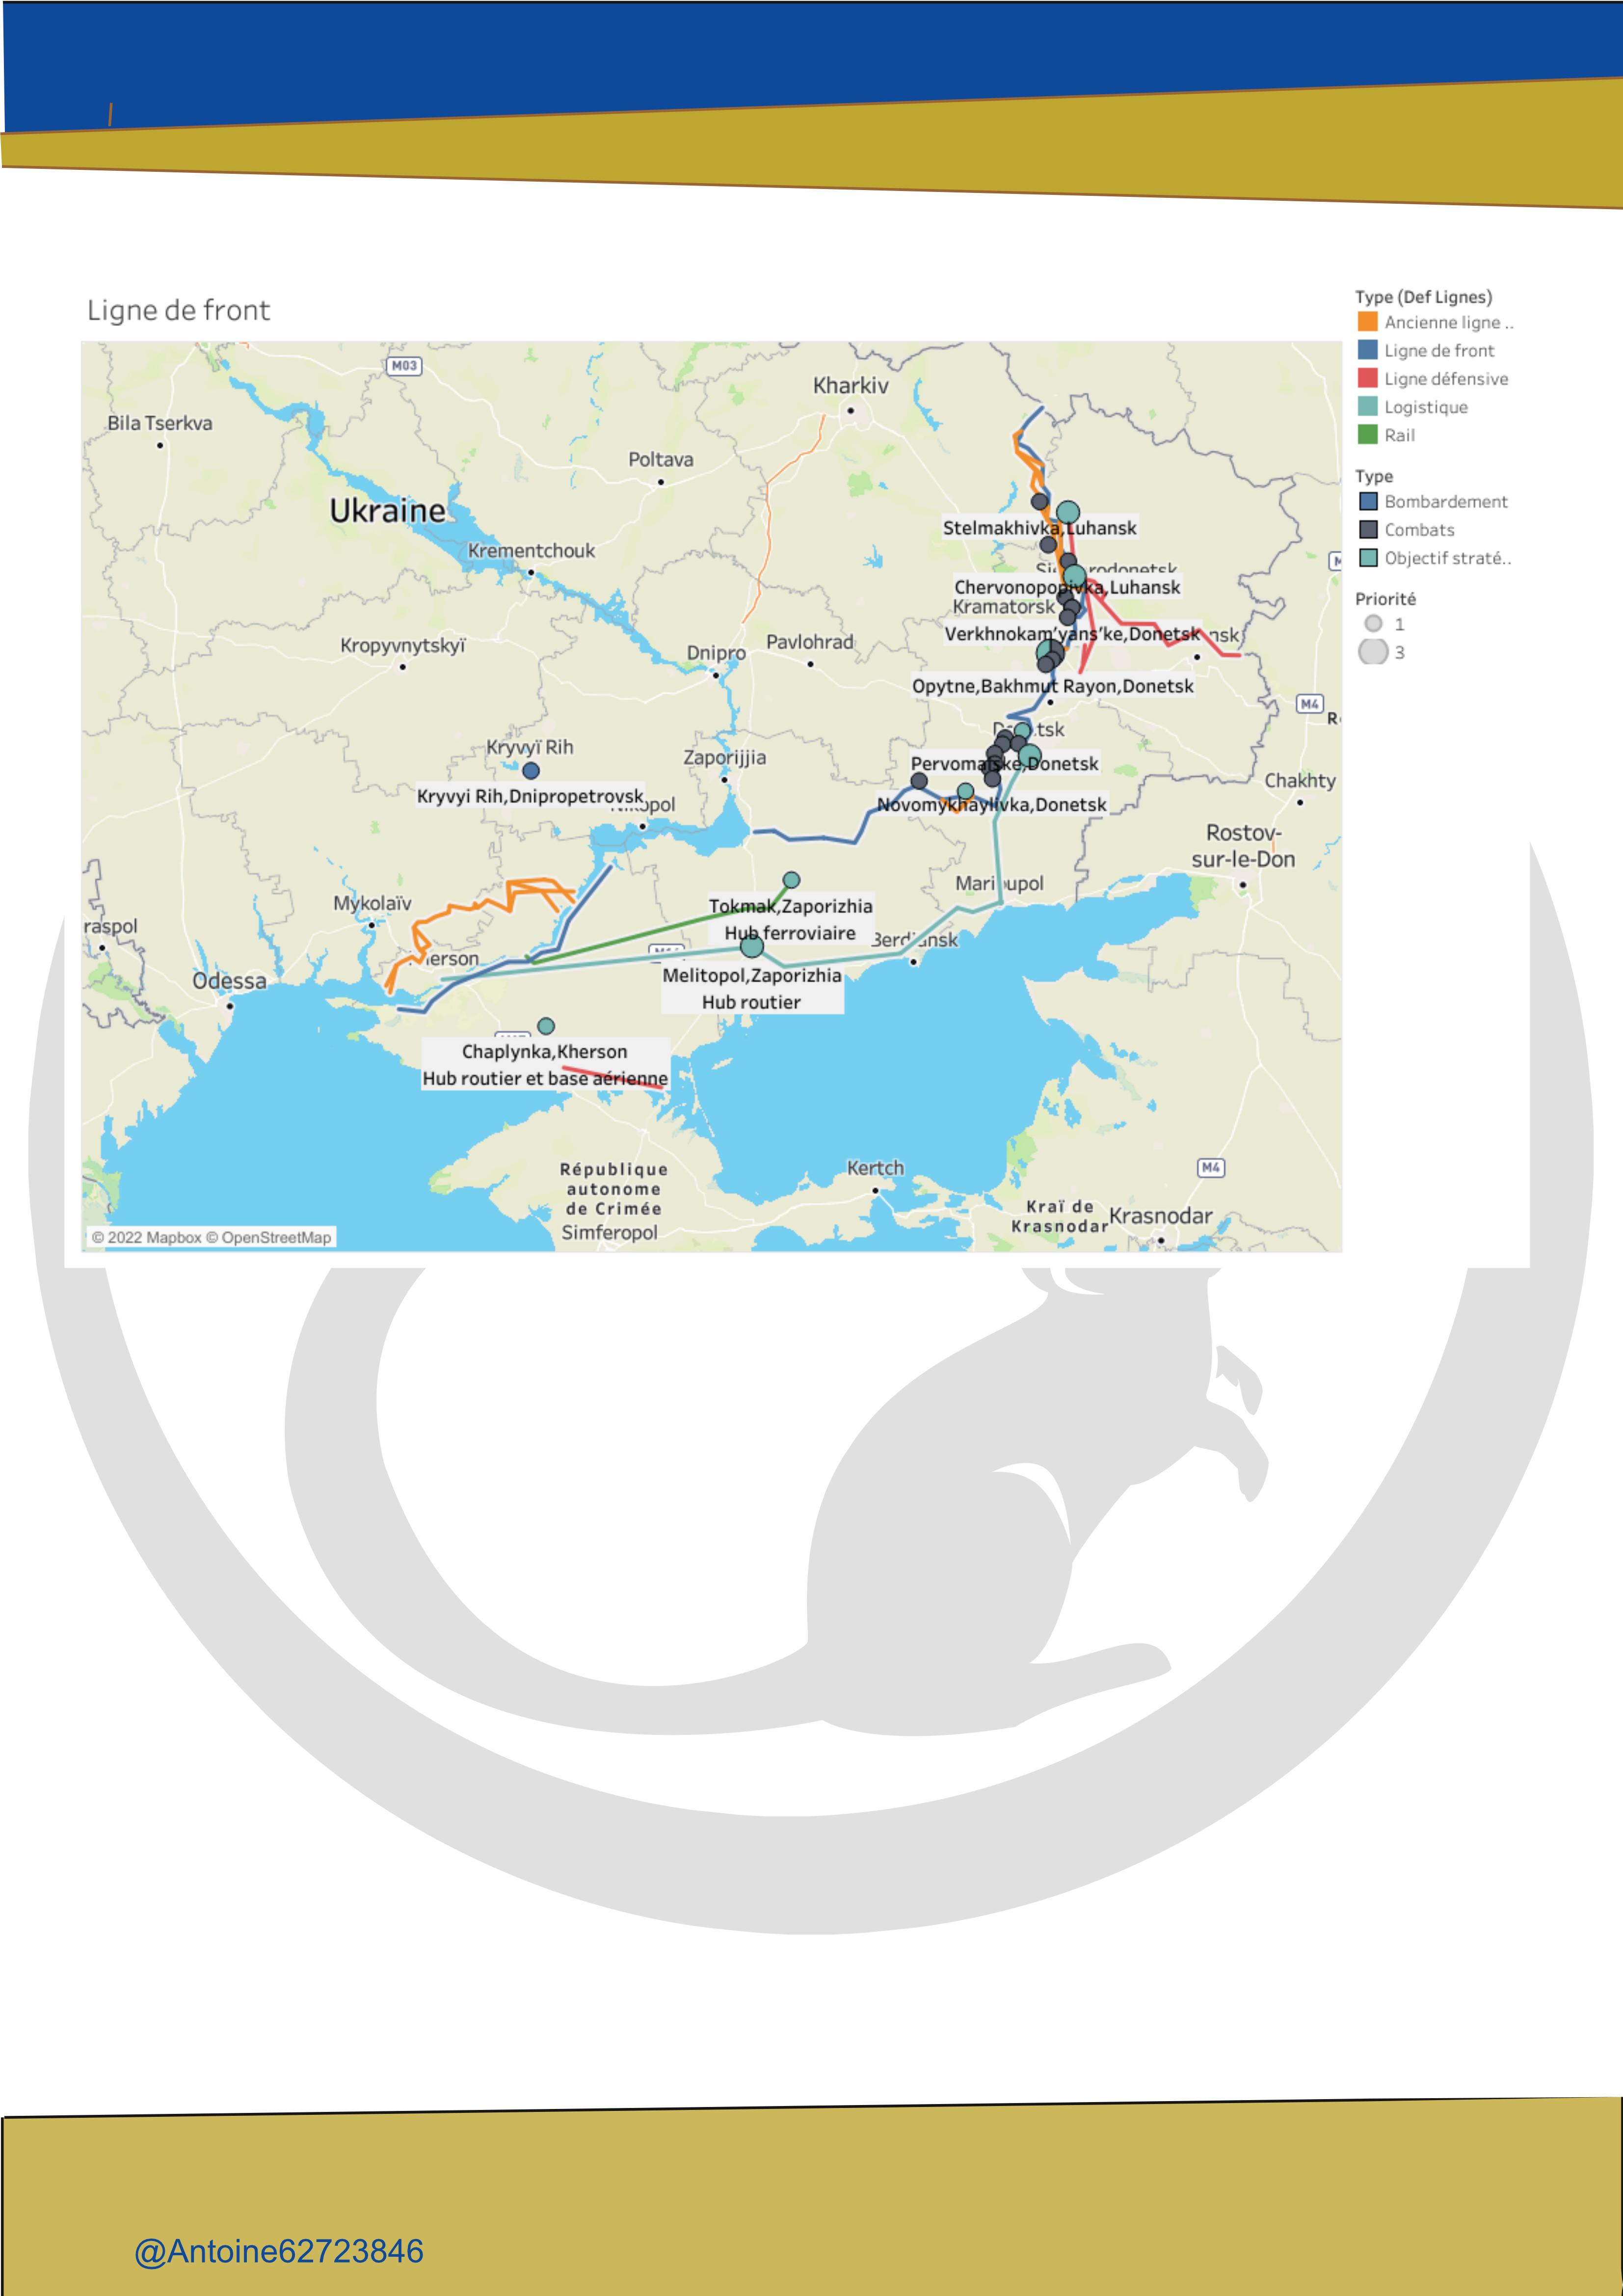 Ligne de front
Type (Def Lignes)
Ancienne ligne ..
Ligne de front
Ligne défensive
Logistique
Rail
Type
Bombardement
Combats
Objectif straté..
Priorité
1
3
M03
Kharkiv
Bila Tserkva
Poltava
Ukraine
Stelmakhivka,Luhansk
Krementchouk
Chervonopopivka,Luhansk
Kramatorsk
Verkhnokam'yans'ke,Donetsk
Kropyvnytskyï
Dnipro
Pavlohrad
Opytne,Bakhmut Rayon,Donetsk
M4
Kryvyï Rih
Zaporijjia
Pervomaiske,Donetsk
Chakhty
Kryvyi Rih,Dnipropetrovsk
Novomykhaylivka,Donetsk
Rostov-
sur-le-Don
Marioupol
Mykolaïv
Tokmak,Zaporizhia
Hub ferroviaire
raspol
Berdiansk
Odessa
Melitopol,Zaporizhia
Hub routier
Chaplynka,Kherson
Hub routier et base aérienne
République
autonome
de Crimée
Simferopol
Kertch
M4
Kraï de
Krasnodar
Krasnodar
© 2022 Mapbox © OpenStreetMap
@Antoine62723846